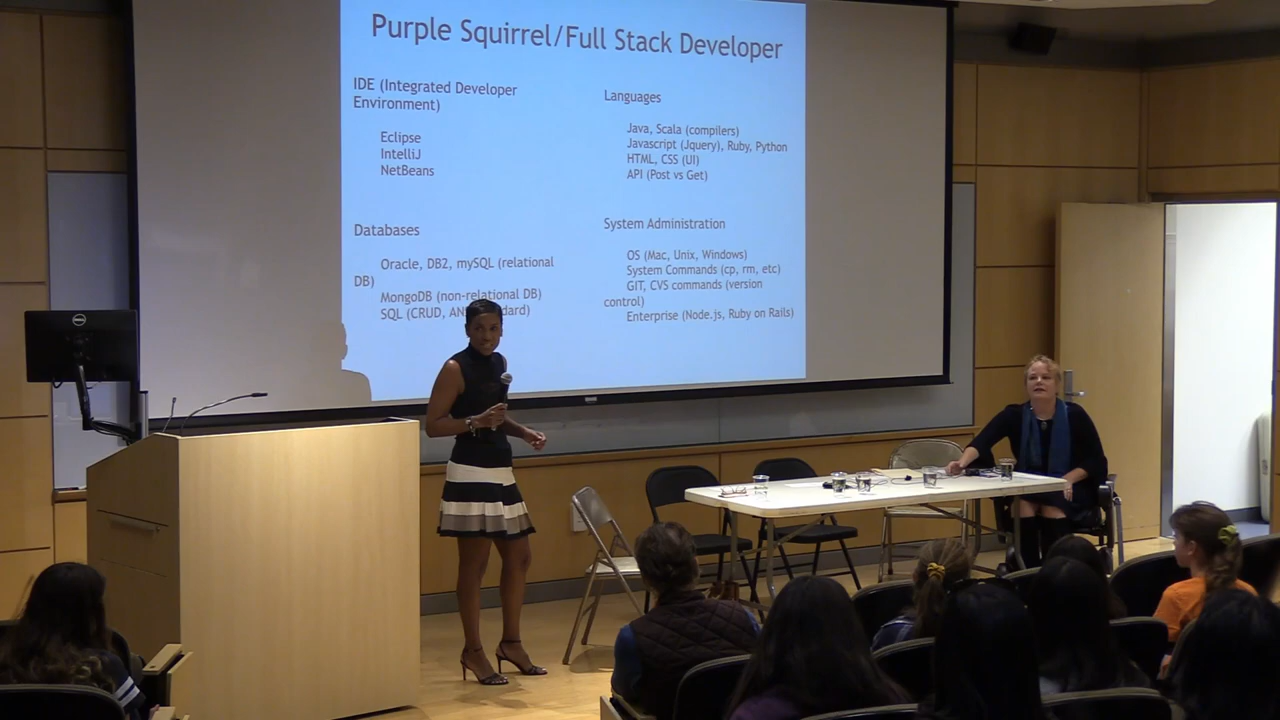 Purple Squirrel/Full Stack Developer
IDE (Integrated Developer
Environment)
Eclipse
IntelliJ
NetBeans
Databases
Oracle, DB2, mySQL (relational
DB)
MongoDB (non-relational DB)
SQL (CRUD,
Languages
Java, Scala (compilers)
Javascript (Jquery), Ruby, Python
HTML, CSS (UI)
API (Post vs Get)
System Administration
OS (Mac, Unix, Windows)
System Commands (cp, rm, etc)
GIT, CVS commands (version
control)
Enterprise (Node.js, Ruby on Rails)
DELL